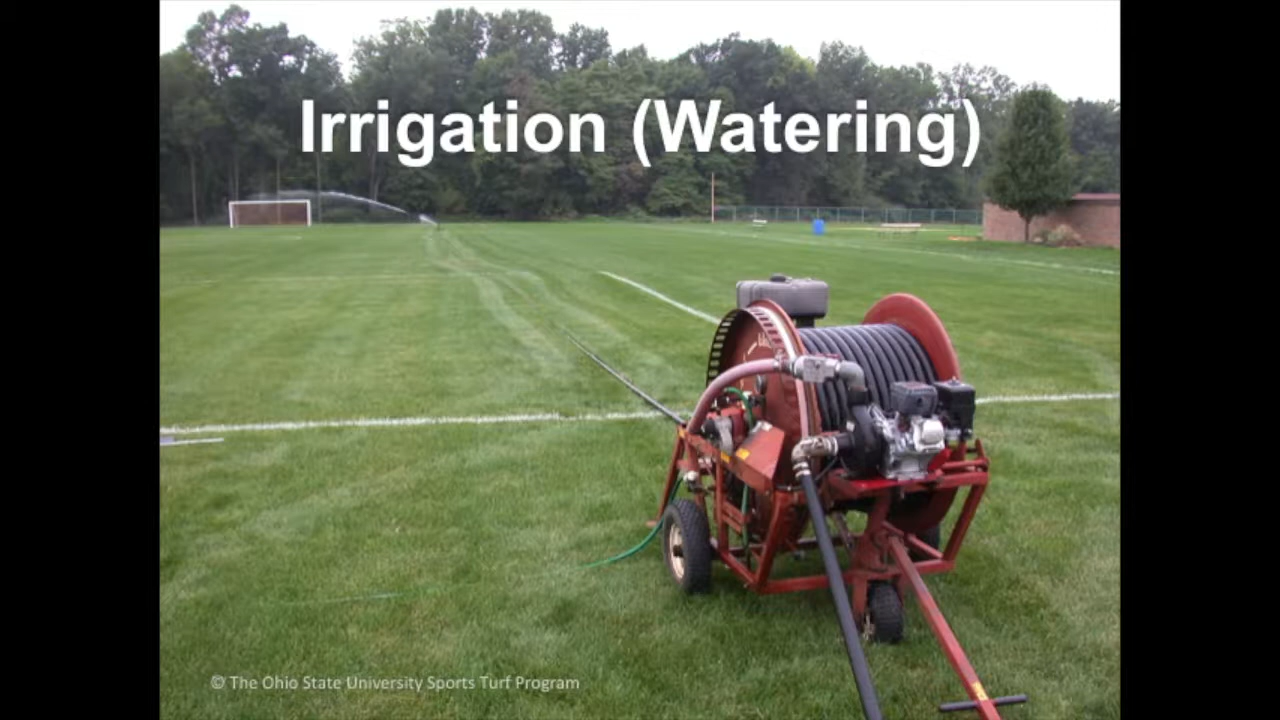 Irrigation (Watering)
© The Ohio State University Sports Turf Program